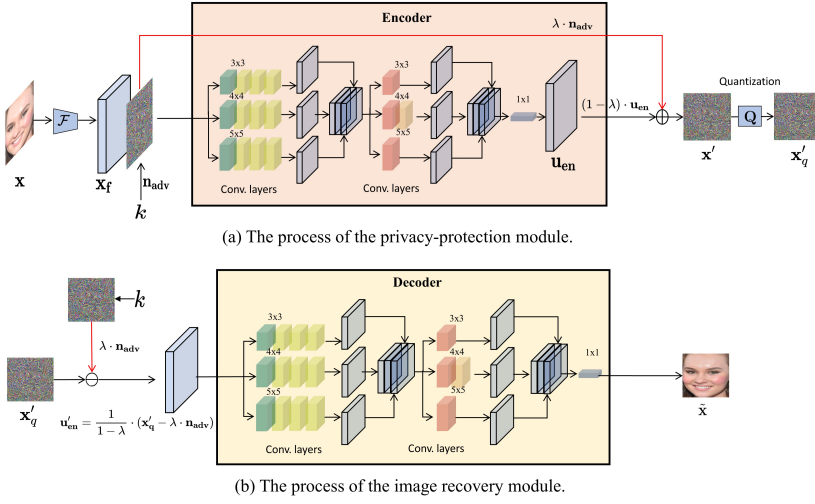 Encoder
λ · n_adv
3x3
4x4
5x5
Conv. layers
3x3
4x4
5x5
Conv. layers
1x1
u_en
(1 − λ) · u_en
Quantization
Q
x
F
x_f
n_adv
k
x′
x′_q
(a) The process of the privacy-protection module.
Decoder
k
λ · n_adv
x′_q
u′_en = 1/(1 − λ) · (x′_q − λ · n_adv)
3x3
4x4
5x5
Conv. layers
3x3
4x4
5x5
Conv. layers
1x1
x̃
(b) The process of the image recovery module.